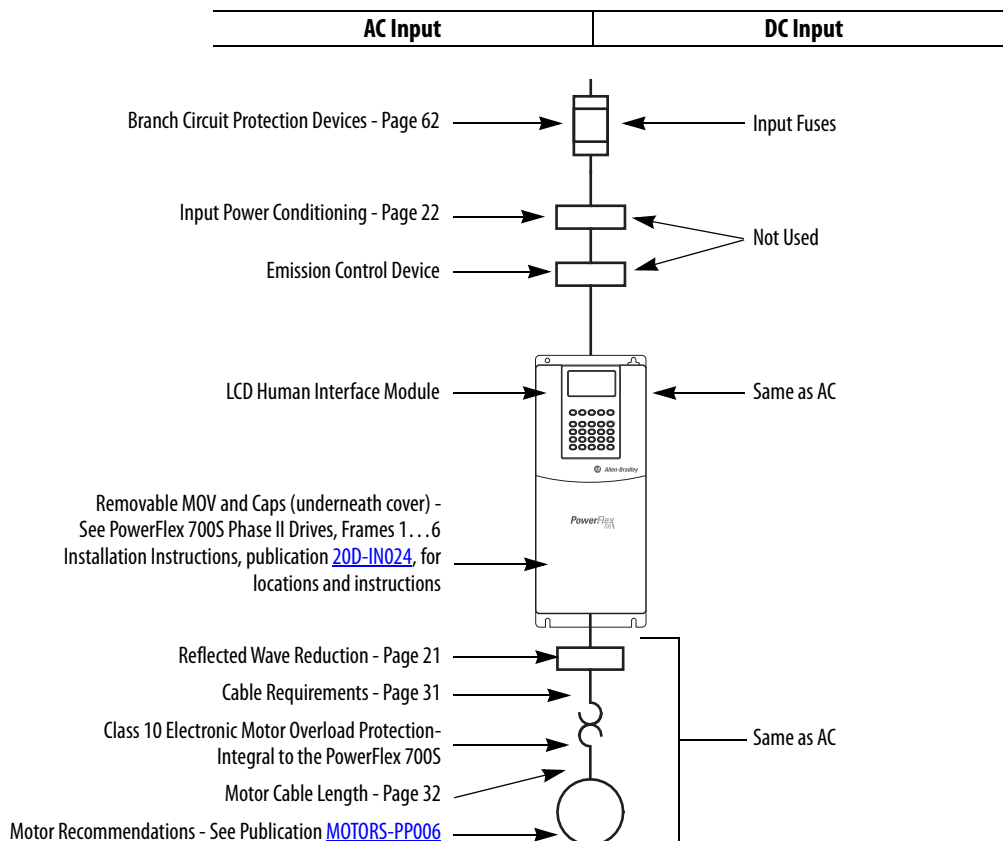 AC Input
DC Input
Branch Circuit Protection Devices - Page 62
Input Fuses
Input Power Conditioning - Page 22
Not Used
Emission Control Device
LCD Human Interface Module
Same as AC
Allen-Bradley
Removable MOV and Caps (underneath cover) -
See PowerFlex 700S Phase II Drives, Frames 1…6
Installation Instructions, publication 20D-IN024, for
locations and instructions
PowerFlex
Reflected Wave Reduction - Page 21
Cable Requirements - Page 31
Class 10 Electronic Motor Overload Protection-
Integral to the PowerFlex 700S
Same as AC
Motor Cable Length - Page 32
Motor Recommendations - See Publication MOTORS-PP006